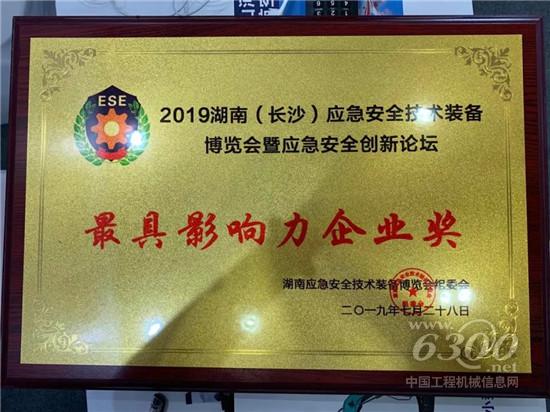 ESE
2019湖南（长沙）应急安全技术装备
博览会暨应急安全创新论坛
最具影响力企业奖
湖南应急安全技术装备博览会组委会
二〇一九年七月二十八日
www.6300.net
中国工程机械信息网